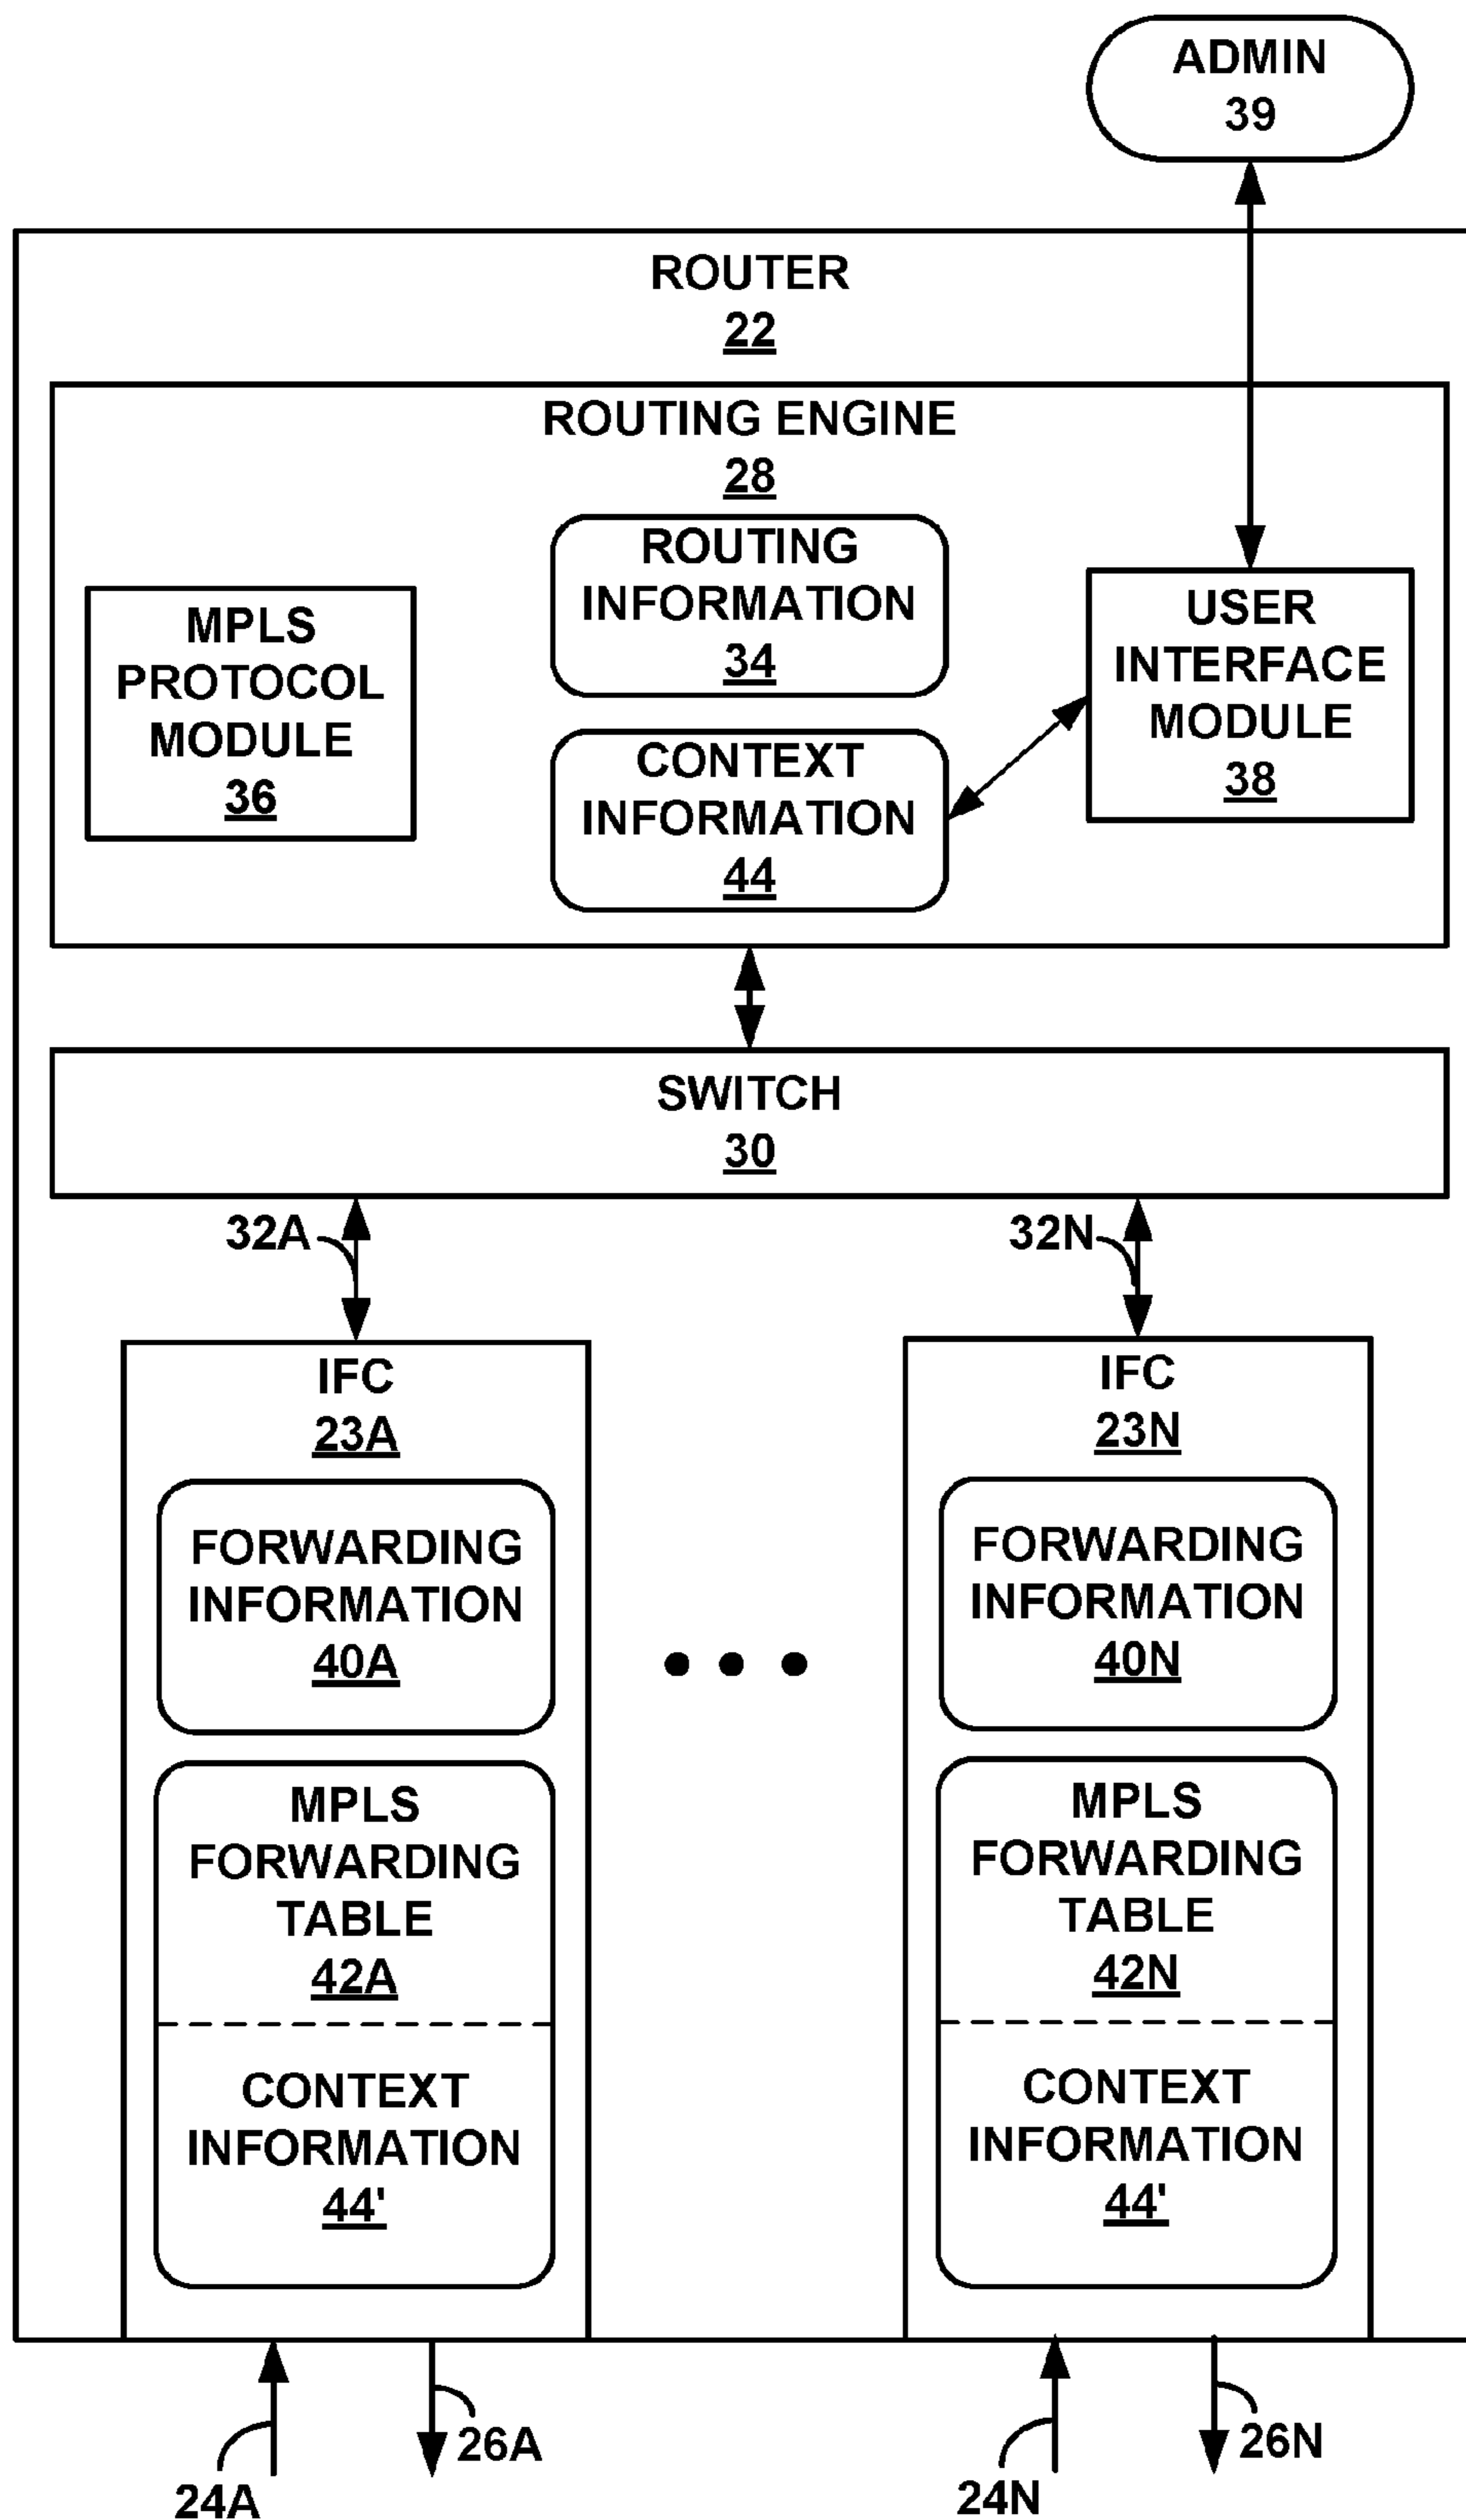 ADMIN
39
ROUTER
22
ROUTING ENGINE
28
ROUTING
INFORMATION
34
MPLS
PROTOCOL
MODULE
36
CONTEXT
INFORMATION
44
USER
INTERFACE
MODULE
38
SWITCH
30
32A
32N
IFC
23A
FORWARDING
INFORMATION
40A
MPLS
FORWARDING
TABLE
42A
CONTEXT
INFORMATION
44'
IFC
23N
FORWARDING
INFORMATION
40N
MPLS
FORWARDING
TABLE
42N
CONTEXT
INFORMATION
44'
24A
26A
24N
26N